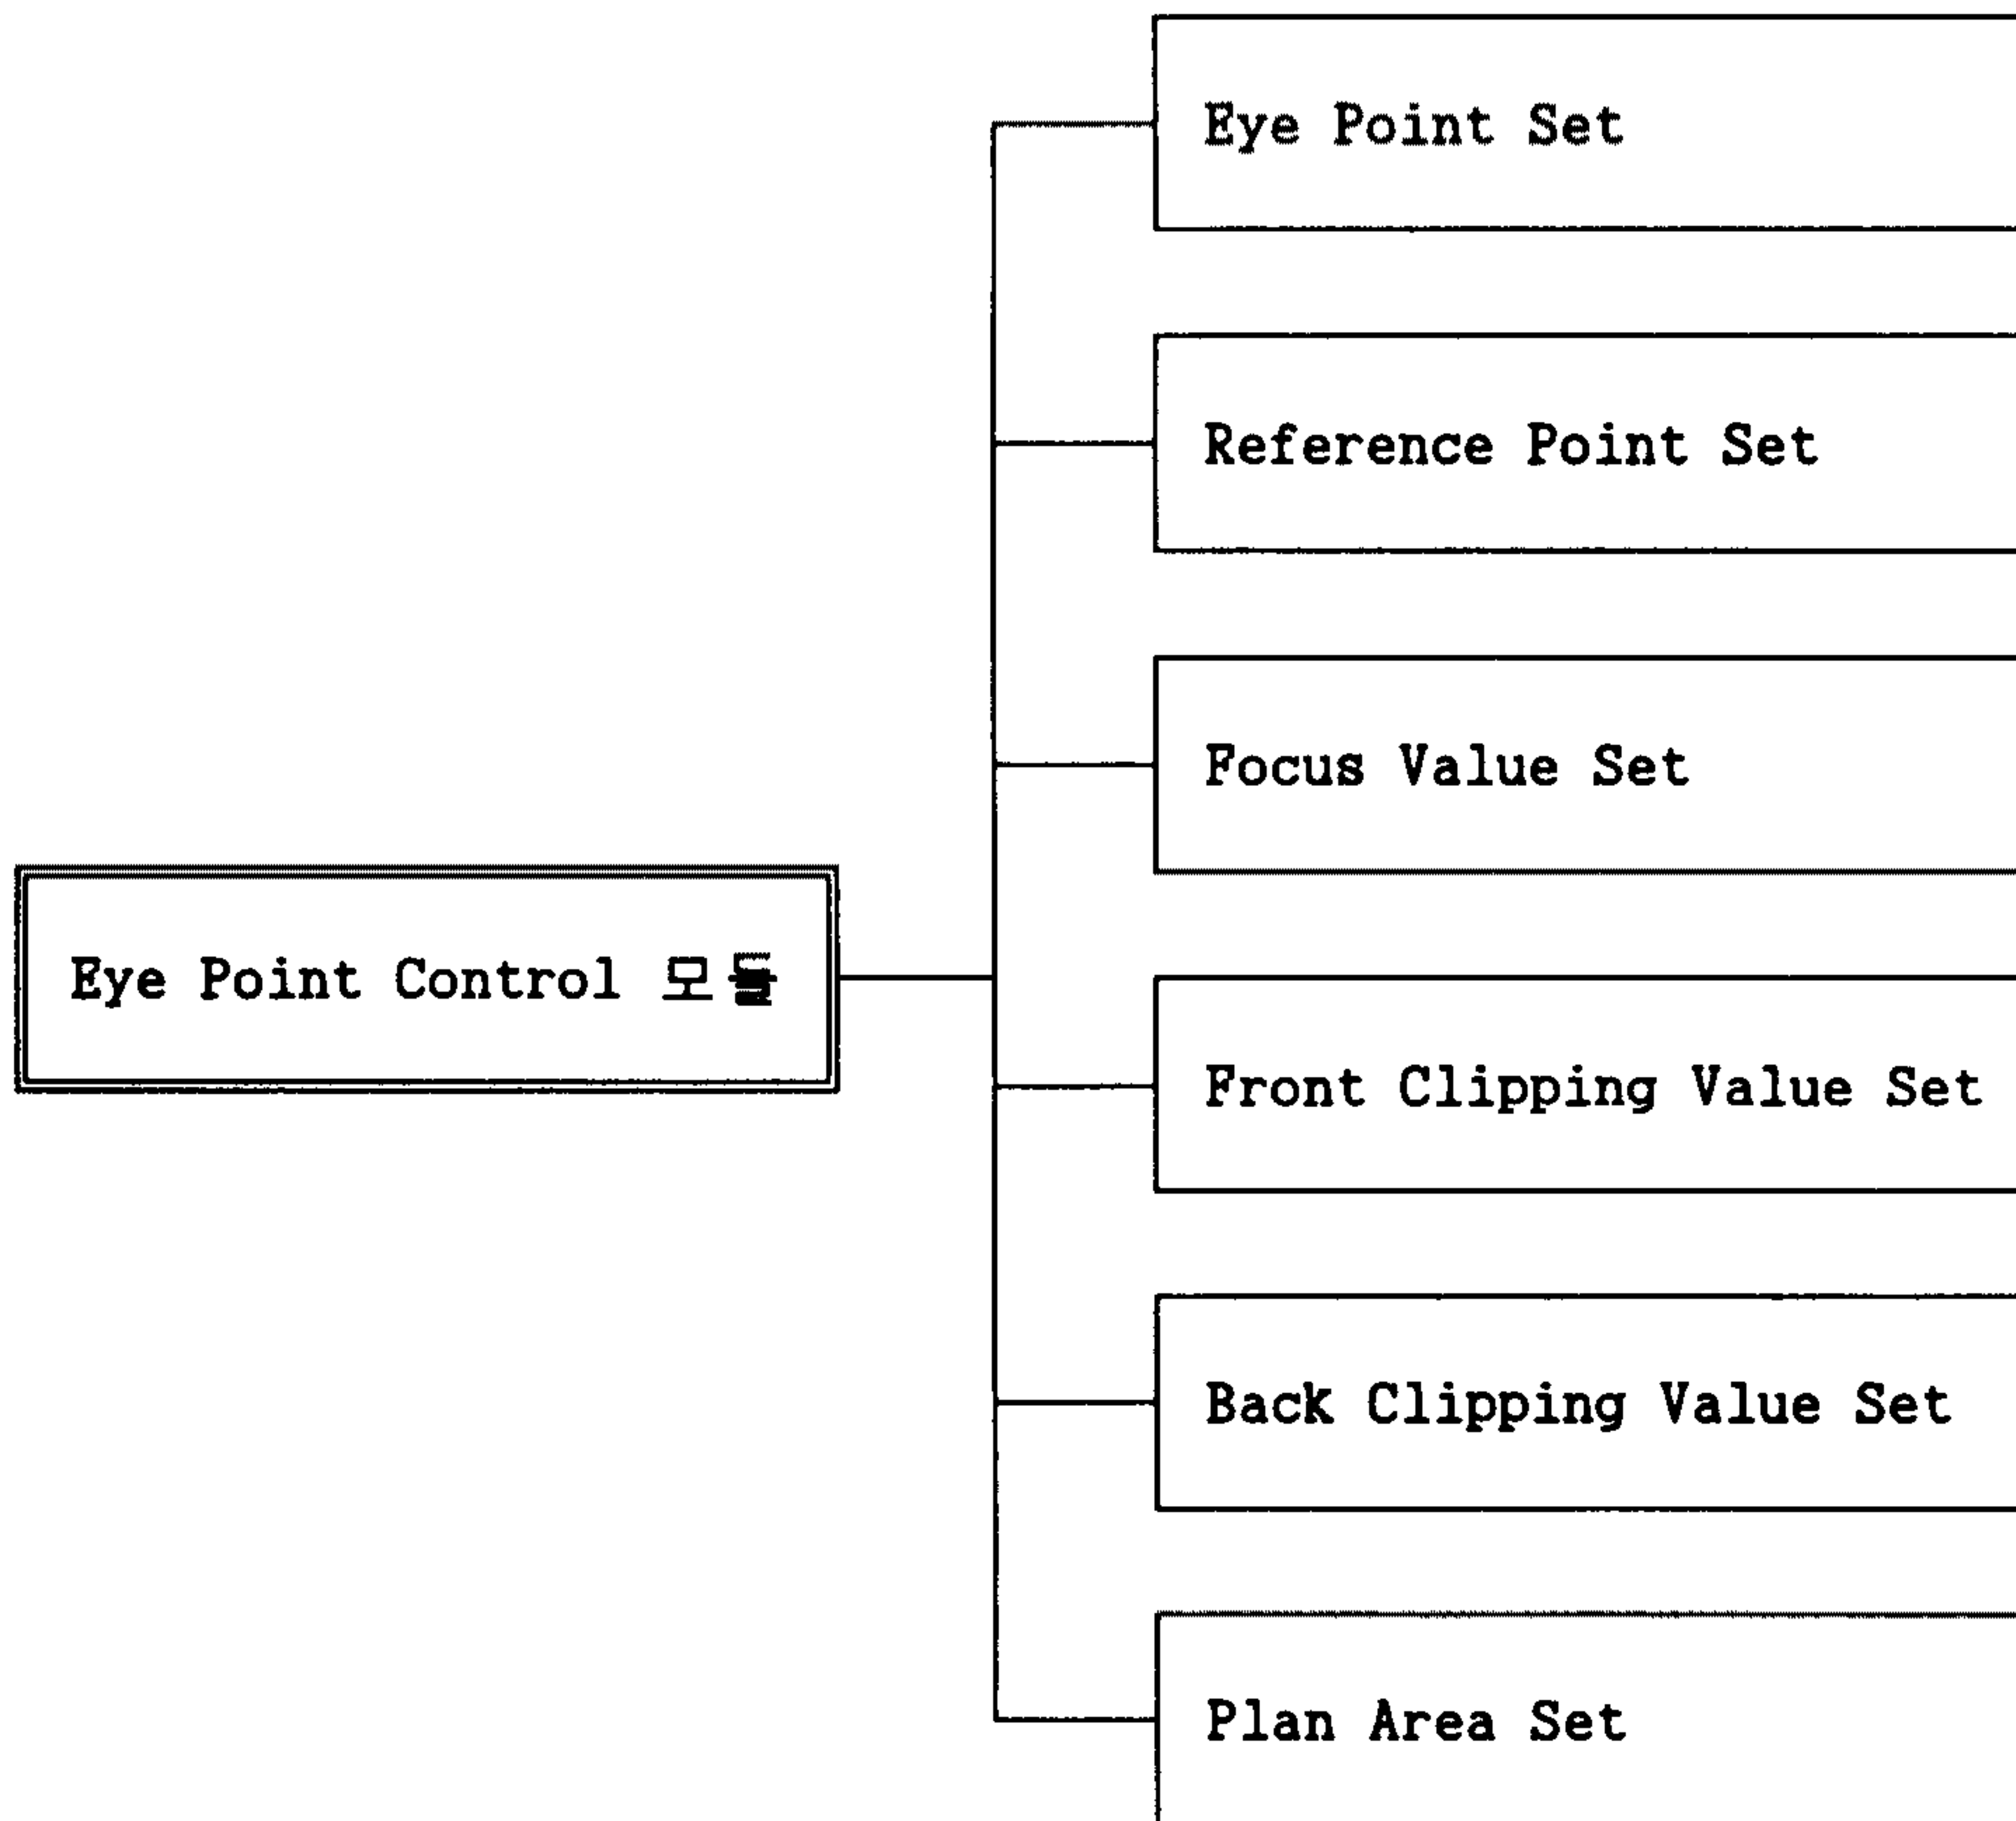 Eye Point Set
Reference Point Set
Focus Value Set
Eye Point Control 모듈
Front Clipping Value Set
Back Clipping Value Set
Plan Area Set